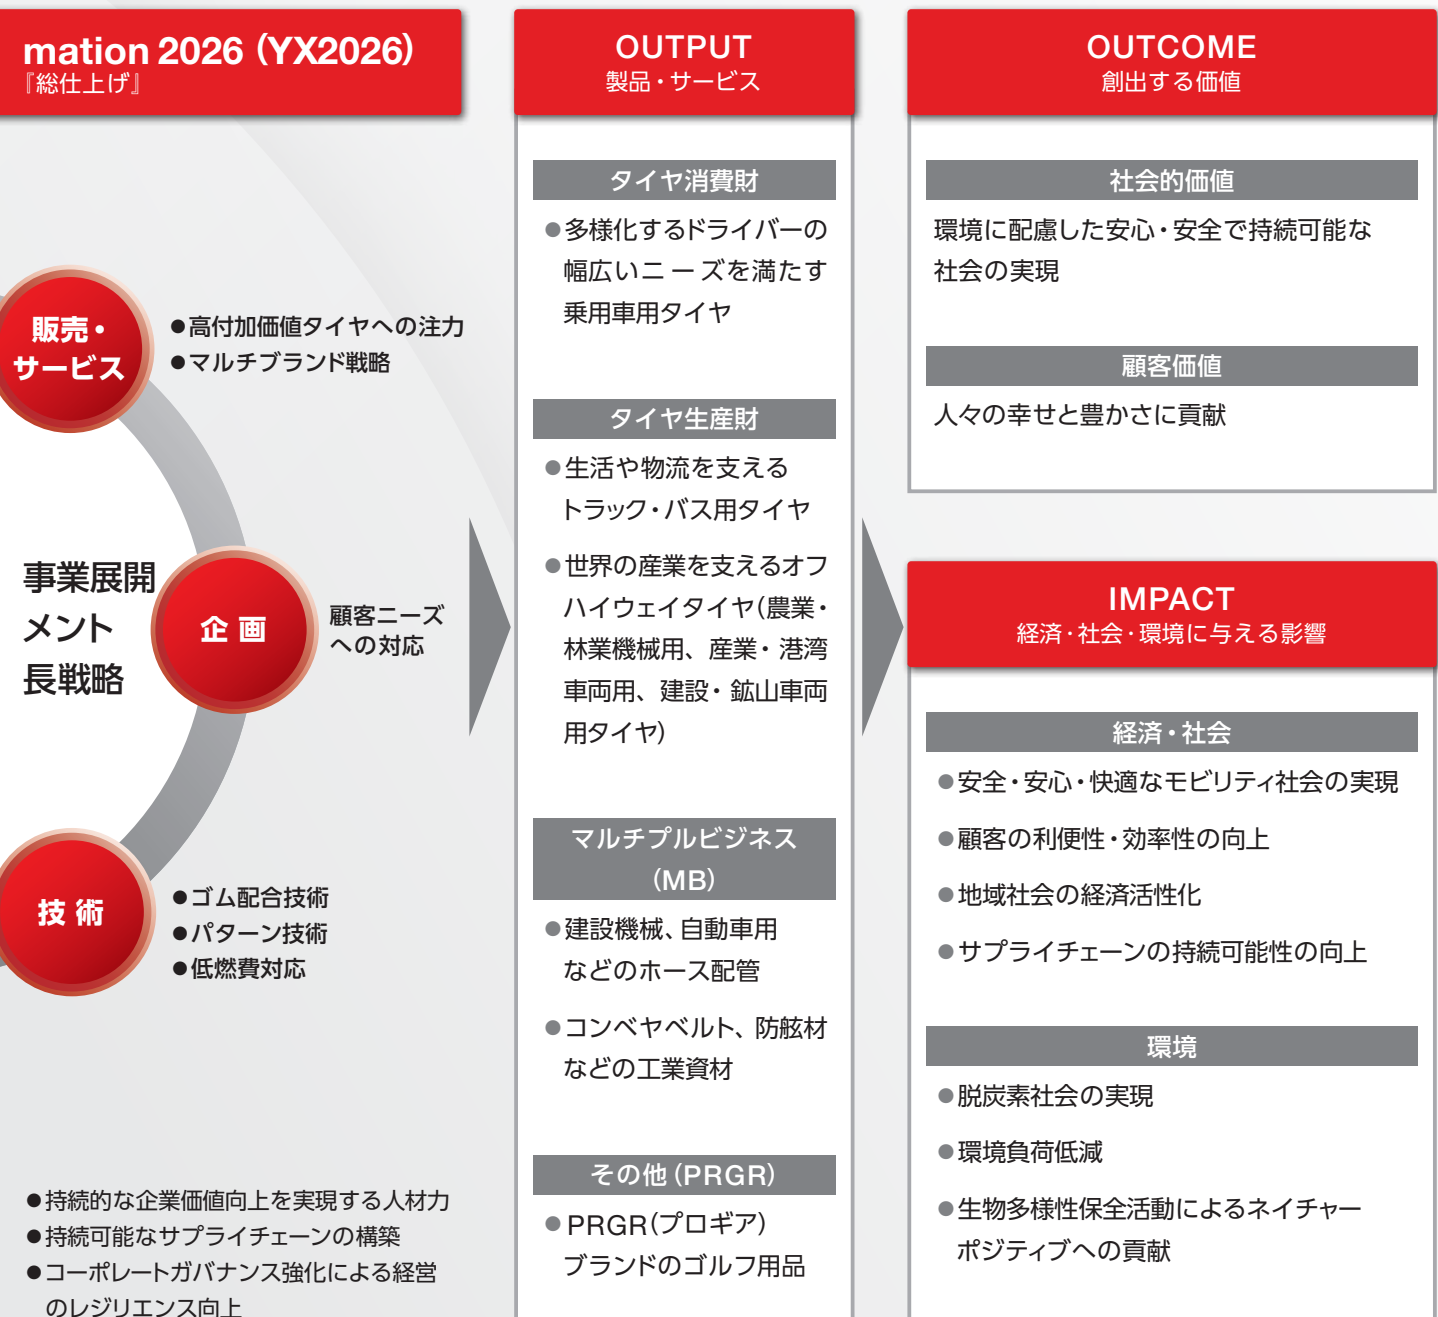 mation 2026 (YX2026)
『総仕上げ』
販売・
サービス
●高付加価値タイヤへの注力
●マルチブランド戦略
事業展開
メント
長戦略
企画
顧客ニーズ
への対応
技術
●ゴム配合技術
●パターン技術
●低燃費対応
●持続的な企業価値向上を実現する人材力
●持続可能なサプライチェーンの構築
●コーポレートガバナンス強化による経営
のレジリエンス向上
OUTPUT
製品・サービス
タイヤ消費財
●多様化するドライバーの
幅広いニーズを満たす
乗用車用タイヤ
タイヤ生産財
●生活や物流を支える
トラック・バス用タイヤ
●世界の産業を支えるオフ
ハイウェイタイヤ(農業・
林業機械用、産業・港湾
車両用、建設・鉱山車両
用タイヤ)
マルチプルビジネス
(MB)
●建設機械、自動車用
などのホース配管
●コンベヤベルト、防舷材
などの工業資材
その他(PRGR)
●PRGR(プロギア)
ブランドのゴルフ用品
OUTCOME
創出する価値
社会的価値
環境に配慮した安心・安全で持続可能な
社会の実現
顧客価値
人々の幸せと豊かさに貢献
IMPACT
経済・社会・環境に与える影響
経済・社会
●安全・安心・快適なモビリティ社会の実現
●顧客の利便性・効率性の向上
●地域社会の経済活性化
●サプライチェーンの持続可能性の向上
環境
●脱炭素社会の実現
●環境負荷低減
●生物多様性保全活動によるネイチャー
ポジティブへの貢献